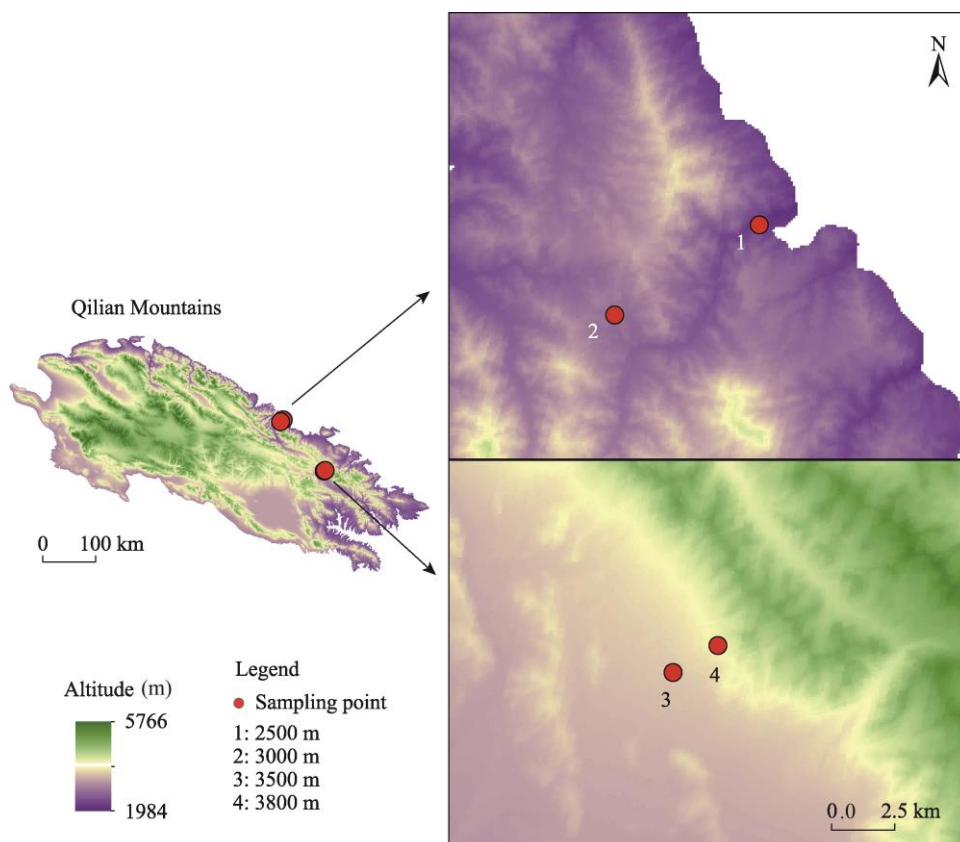 N
1
2
Qilian Mountains
0 100 km
Altitude (m)
5766
1984
Legend
Sampling point
1: 2500 m
2: 3000 m
3: 3500 m
4: 3800 m
4
3
0.0 2.5 km